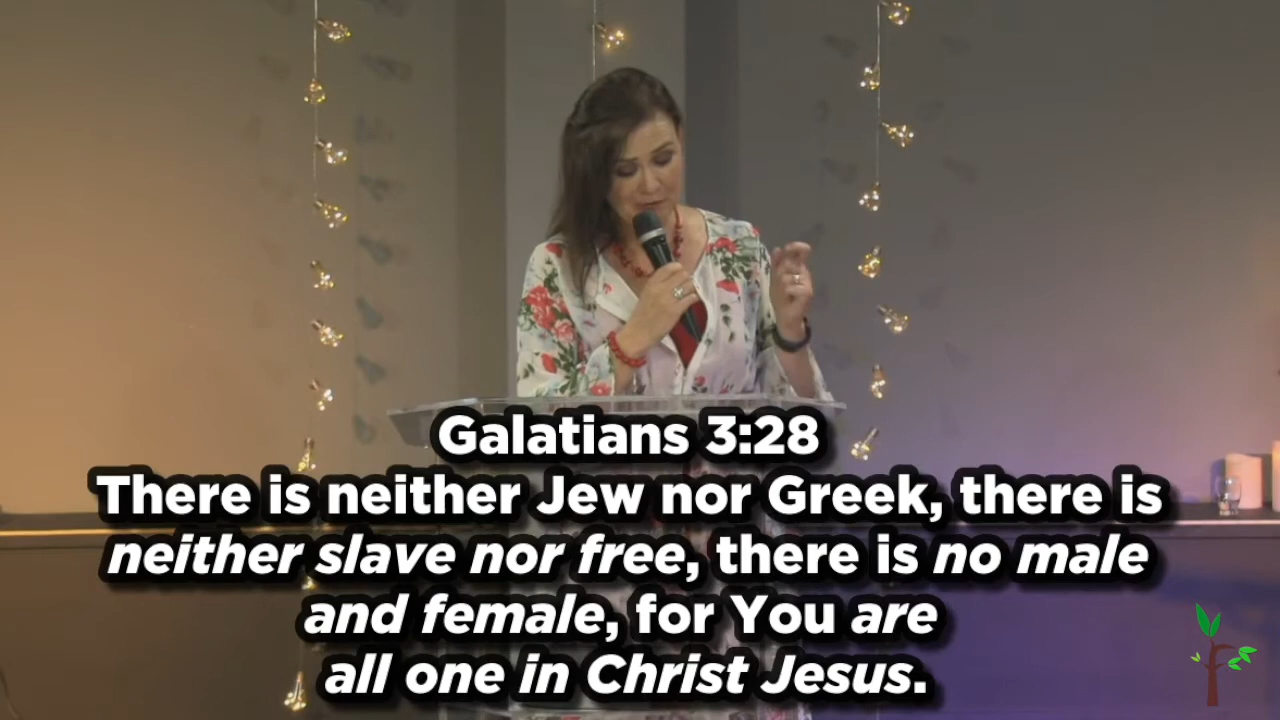 Galatians 3:28
There is neither Jew nor Greek, there is
neither slave nor free, there is no male
and female, for You are
all one in Christ Jesus.